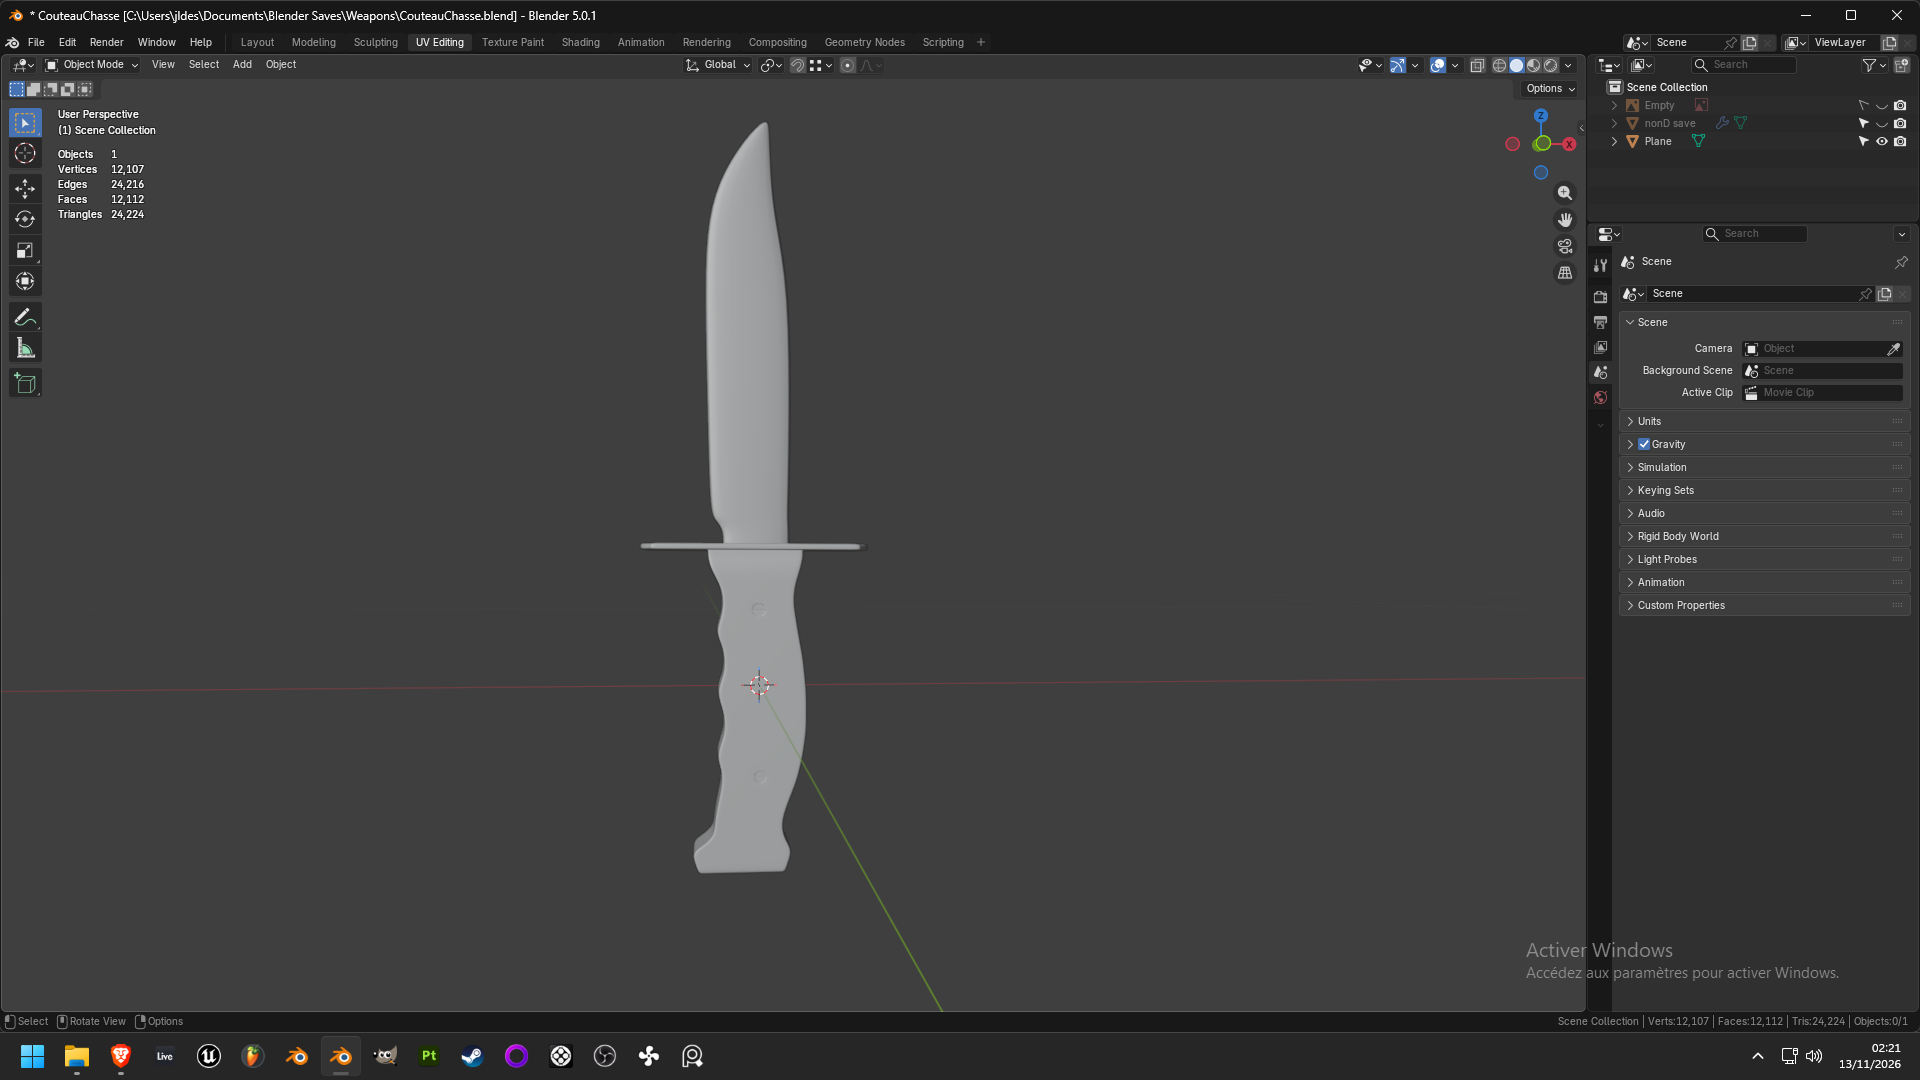 * CouteauChasse [C:\Users\jldes\Documents\Blender Saves\Weapons\CouteauChasse.blend] - Blender 5.0.1
File Edit Render Window Help Layout Modeling Sculpting UV Editing Texture Paint Shading Animation Rendering Compositing Geometry Nodes Scripting + Scene ViewLayer
Object Mode View Select Add Object Global Search
Options
User Perspective
(1) Scene Collection
Objects 1
Vertices 12,107
Edges 24,216
Faces 12,112
Triangles 24,224
Z
X
Scene Collection
Empty
nonD save
Plane
Search
Scene
Scene
Scene
Camera Object
Background Scene Scene
Active Clip Movie Clip
Units
Gravity
Simulation
Keying Sets
Audio
Rigid Body World
Light Probes
Animation
Custom Properties
Activer Windows
Accédez aux paramètres pour activer Windows.
Select Rotate View Options
Scene Collection | Verts:12,107 | Faces:12,112 | Tris:24,224 | Objects:0/1
Live
Pt
02:21
13/11/2026